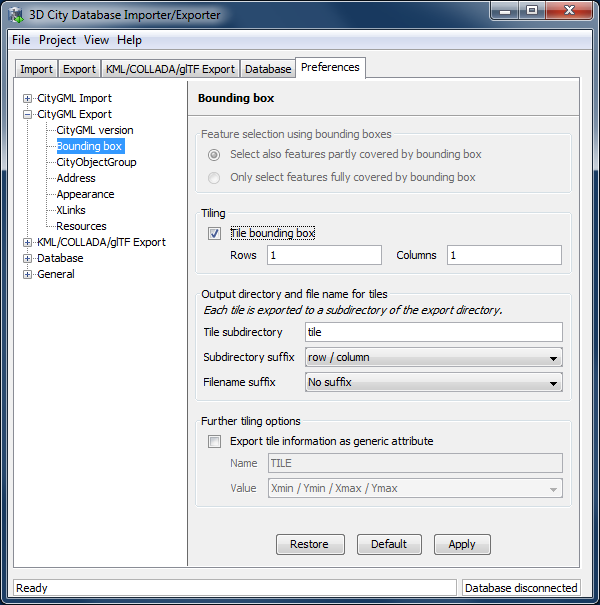 3D City Database Importer/Exporter
File Project View Help
Import Export KML/COLLADA/glTF Export Database Preferences
CityGML Import
CityGML Export
CityGML version
Bounding box
CityObjectGroup
Address
Appearance
XLinks
Resources
KML/COLLADA/glTF Export
Database
General
Bounding box
Feature selection using bounding boxes
Select also features partly covered by bounding box
Only select features fully covered by bounding box
Tiling
Tile bounding box
Rows 1 Columns 1
Output directory and file name for tiles
Each tile is exported to a subdirectory of the export directory.
Tile subdirectory tile
Subdirectory suffix row / column
Filename suffix No suffix
Further tiling options
Export tile information as generic attribute
Name TILE
Value Xmin / Ymin / Xmax / Ymax
Restore Default Apply
Ready Database disconnected